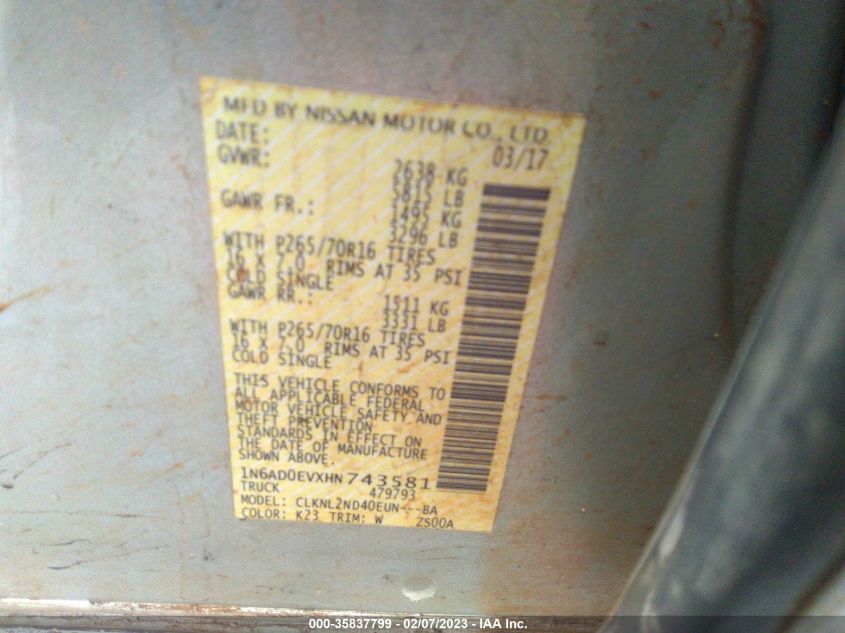 MFD BY NISSAN MOTOR CO., LTD.
DATE: 03/17
GVWR: 2638 KG
5815 LB
GAWR FR.: 1495 KG
3296 LB
WITH P265/70R16 TIRES
16 X 7.0 RIMS AT 35 PSI
COLD SINGLE
GAWR RR.: 1511 KG
3331 LB
WITH P265/70R16 TIRES
16 X 7.0 RIMS AT 35 PSI
COLD SINGLE
THIS VEHICLE CONFORMS TO
ALL APPLICABLE FEDERAL
MOTOR VEHICLE SAFETY AND
THEFT PREVENTION
STANDARDS IN EFFECT ON
THE DATE OF MANUFACTURE
SHOWN ABOVE.
1N6AD0EVXHN743581
TRUCK 479793
MODEL: CLKNL2ND40EUN---BA
COLOR: K23 TRIM: W ZS00A
000-35837799 - 02/07/2023 - IAA Inc.